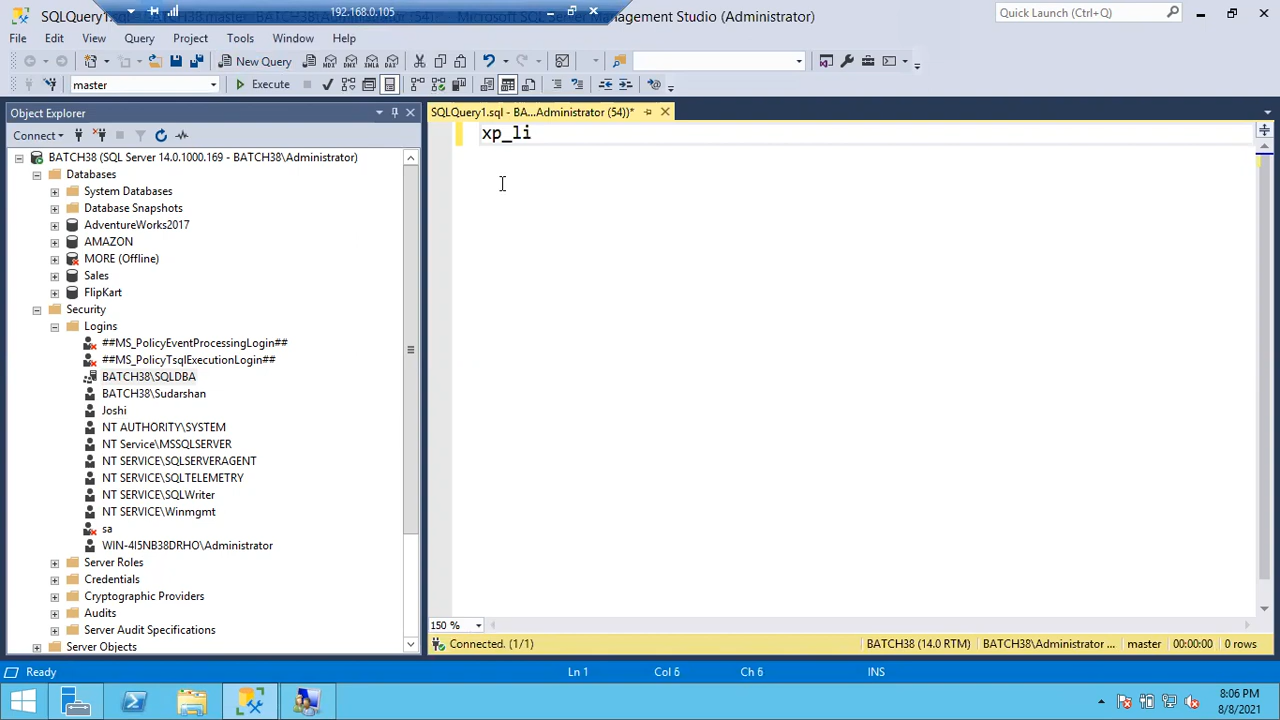 SQLQuery1.sql
192.168.0.105
Microsoft SQL Server Management Studio (Administrator)
Quick Launch (Ctrl+Q)
File Edit View Query Project Tools Window Help
New Query
master
Execute
Object Explorer
SQLQuery1.sql - BA...Administrator (54))*
Connect
xp_li
BATCH38 (SQL Server 14.0.1000.169 - BATCH38\Administrator)
Databases
System Databases
Database Snapshots
AdventureWorks2017
AMAZON
MORE (Offline)
Sales
FlipKart
Security
Logins
##MS_PolicyEventProcessingLogin##
##MS_PolicyTsqlExecutionLogin##
BATCH38\SQLDBA
BATCH38\Sudarshan
Joshi
NT AUTHORITY\SYSTEM
NT Service\MSSQLSERVER
NT SERVICE\SQLSERVERAGENT
NT SERVICE\SQLTELEMETRY
NT SERVICE\SQLWriter
NT SERVICE\Winmgmt
sa
WIN-4I5NB38DRHO\Administrator
Server Roles
Credentials
Cryptographic Providers
Audits
Server Audit Specifications
Server Objects
150 %
Connected. (1/1)
BATCH38 (14.0 RTM)
BATCH38\Administrator ...
master
00:00:00
0 rows
Ready
Ln 1
Col 6
Ch 6
INS
8:06 PM
8/8/2021